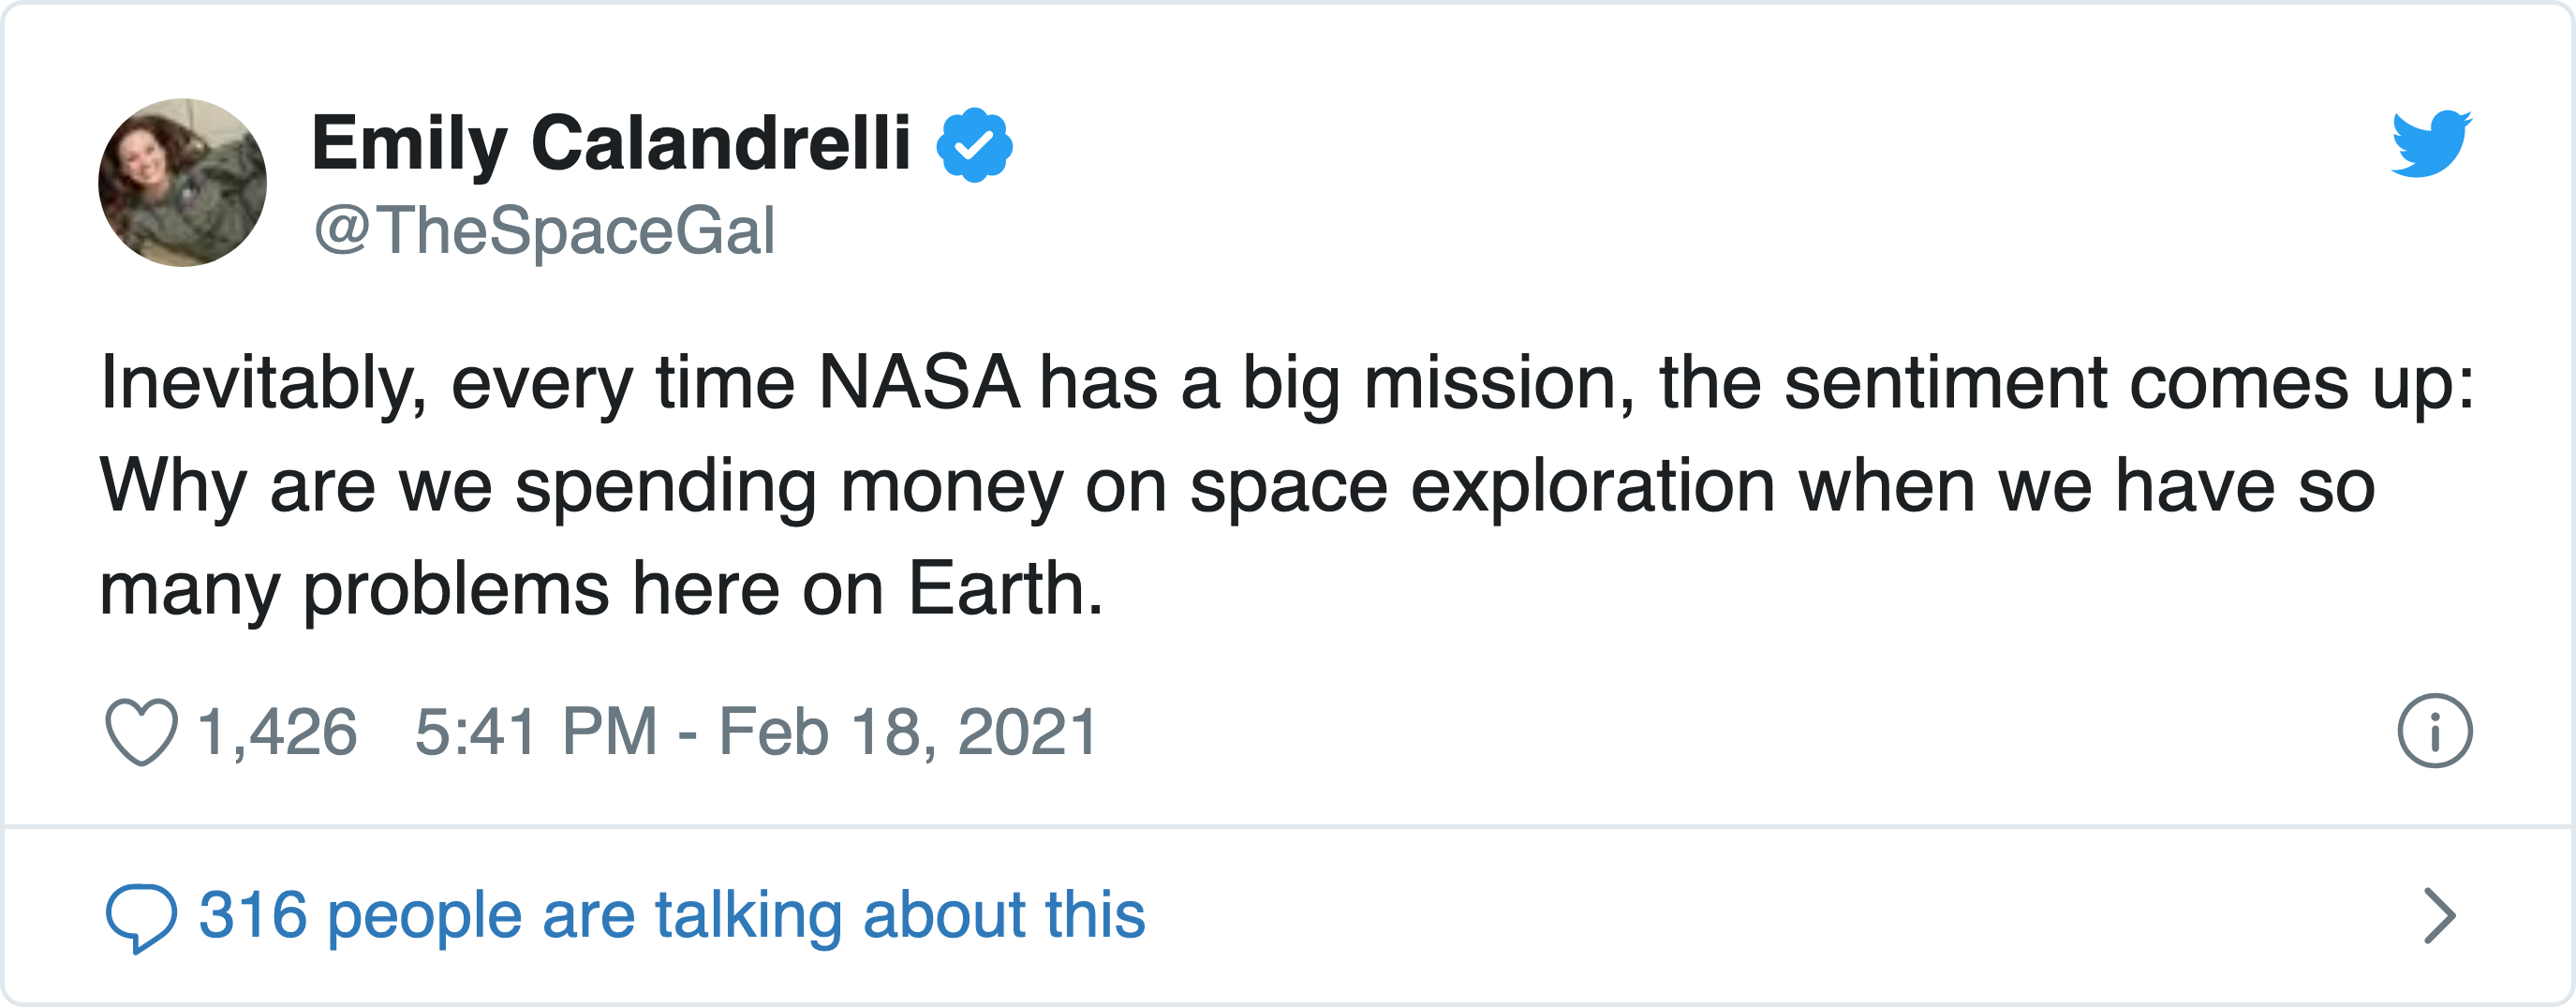 Emily Calandrelli
@TheSpaceGal
Inevitably, every time NASA has a big mission, the sentiment comes up:
Why are we spending money on space exploration when we have so
many problems here on Earth.
1,426 5:41 PM - Feb 18, 2021
316 people are talking about this